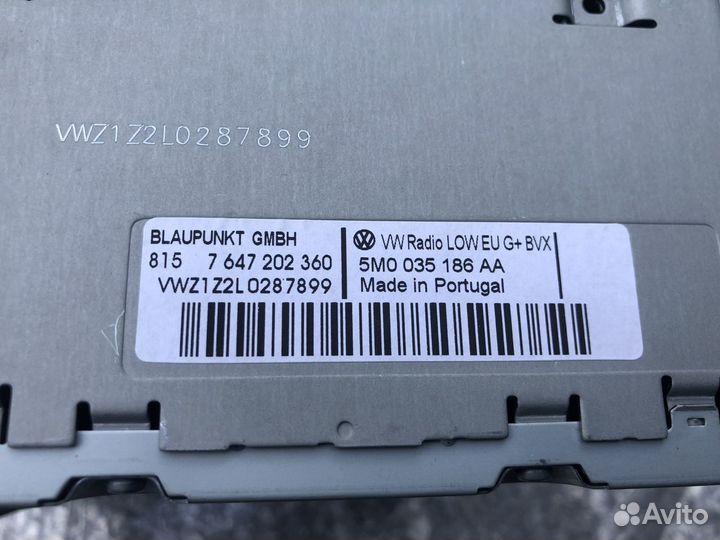 VWZ1Z2L0287899
BLAUPUNKT GMBH
815 7 647 202 360
VWZ1Z2L0287899
VW Radio LOW EU G+ BVX
5M0 035 186 AA
Made in Portugal
Avito